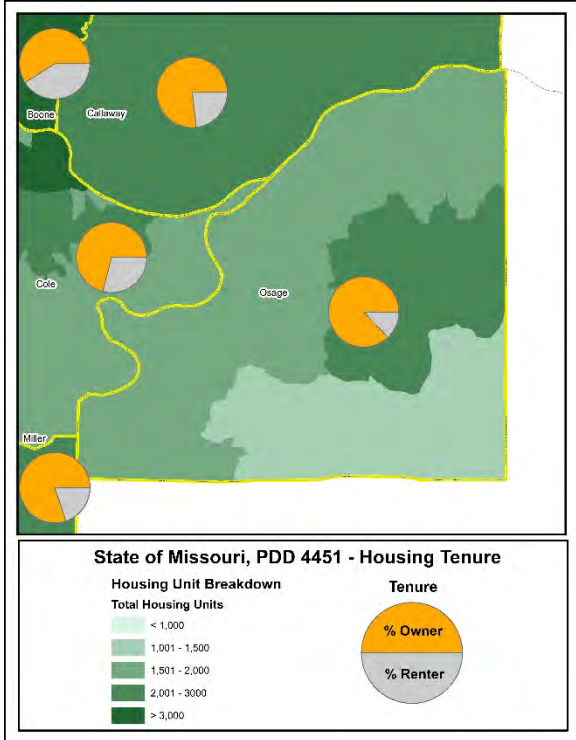 Boone
Callaway
Cole
Osage
Miller
State of Missouri, PDD 4451 - Housing Tenure
Housing Unit Breakdown
Total Housing Units
< 1,000
1,001 - 1,500
1,501 - 2,000
2,001 - 3000
> 3,000
Tenure
% Owner
% Renter